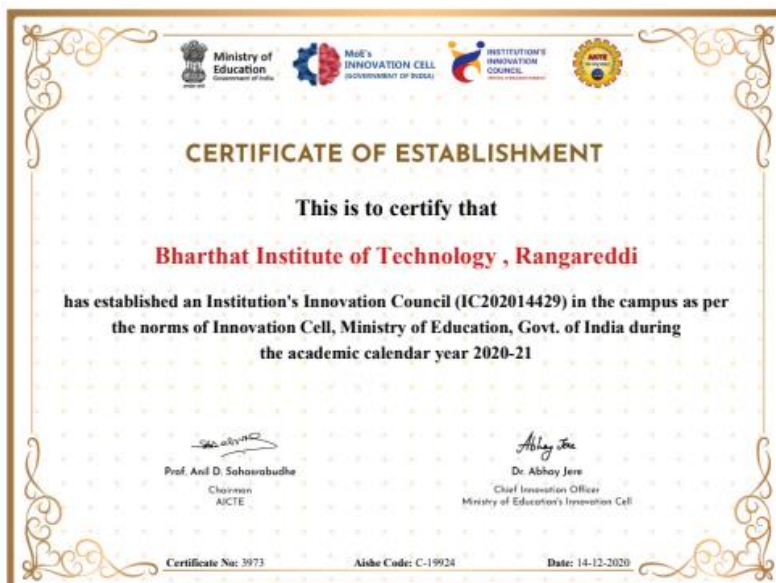 Ministry of
Education
Government of India
MoE's
INNOVATION CELL
(GOVERNMENT OF INDIA)
INSTITUTION'S
INNOVATION
COUNCIL
AICTE
CERTIFICATE OF ESTABLISHMENT
This is to certify that
Bharthat Institute of Technology , Rangareddi
has established an Institution's Innovation Council (IC202014429) in the campus as per
the norms of Innovation Cell, Ministry of Education, Govt. of India during
the academic calendar year 2020-21
Abhay Jere
Prof. Anil D. Sahasrabudhe
Chairman
AICTE
Dr. Abhay Jere
Chief Innovation Officer
Ministry of Education's Innovation Cell
Certificate No: 3973
Aishe Code: C-19924
Date: 14-12-2020